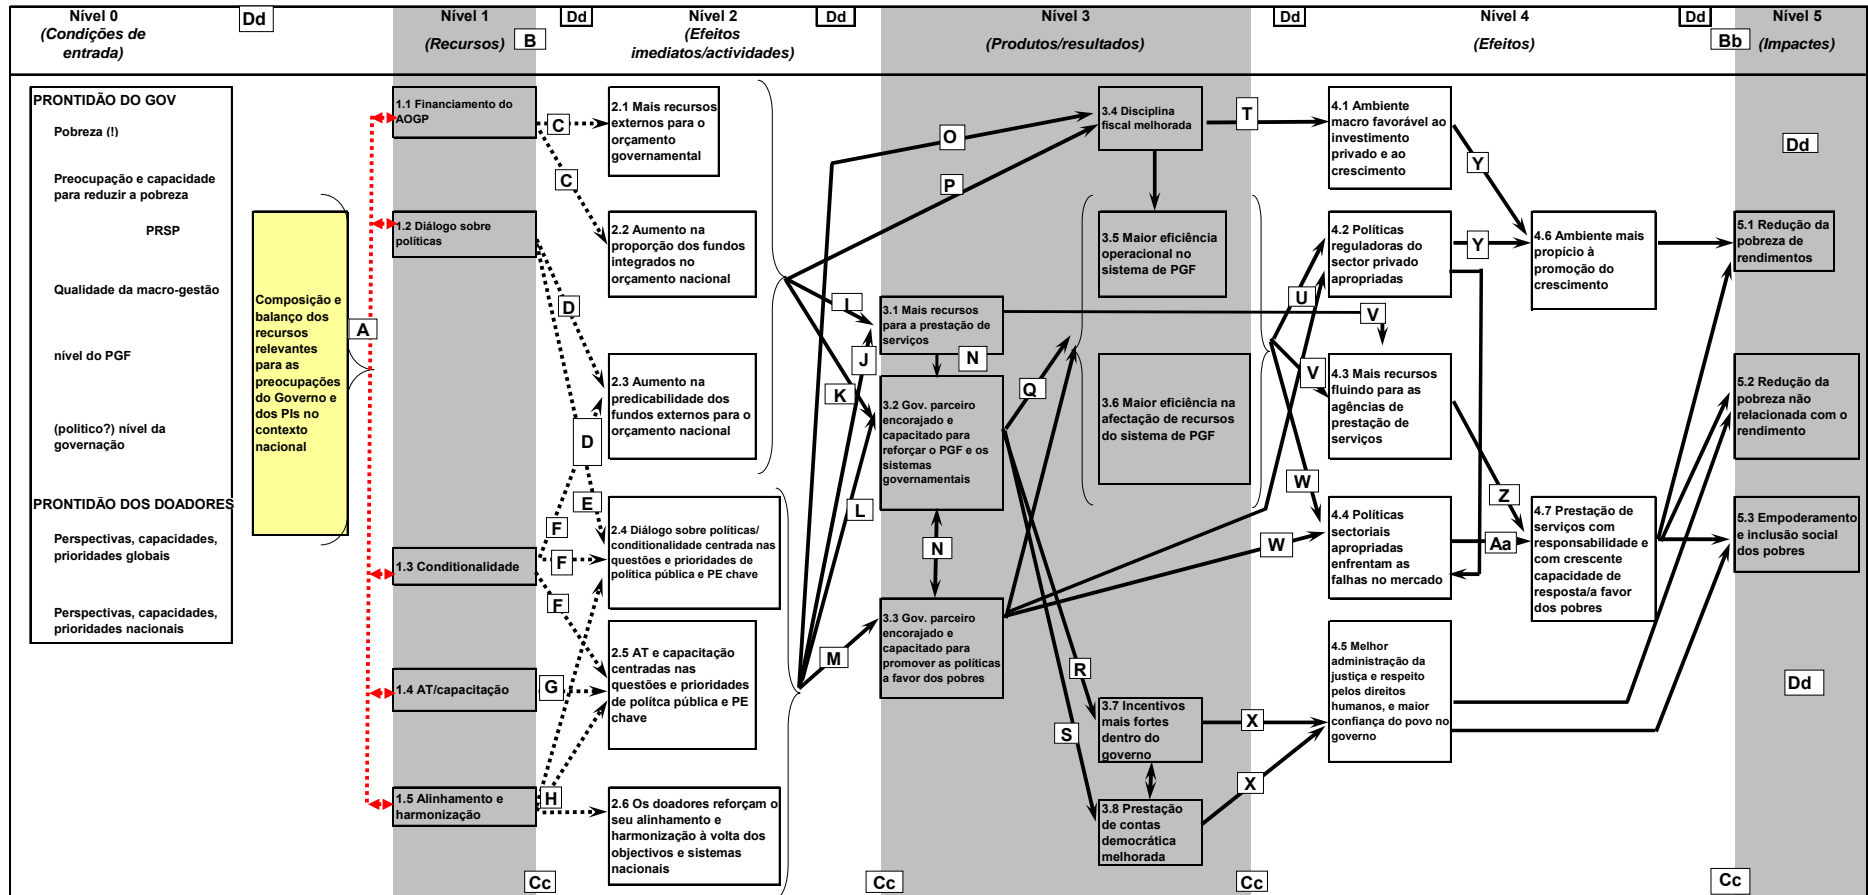 Nível 0
(Condições de
entrada)
Dd
Nível 1
(Recursos)
B
Dd
Nível 2
(Efeitos
imediatos/actividades)
Dd
Nível 3
(Produtos/resultados)
Dd
Nível 4
(Efeitos)
Dd
Bb
Nível 5
(Impactes)
PRONTIDÃO DO GOV
Pobreza (!)
Preocupação e capacidade
para reduzir a pobreza
PRSP
Qualidade da macro-gestão
nível do PGF
(politico?) nível da
governação
PRONTIDÃO DOS DOADORES
Perspectivas, capacidades,
prioridades globais
Perspectivas, capacidades,
prioridades nacionais
Composição e
balanço dos
recursos
relevantes
para as
preocupações
do Governo e
dos PIs no
contexto
nacional
A
1.1 Financiamento do
AOGP
1.2 Diálogo sobre
políticas
1.3 Conditionalidade
1.4 AT/capacitação
1.5 Alinhamento e
harmonização
C
C
D
D
E
F
F
F
G
H
Cc
2.1 Mais recursos
externos para o
orçamento
governamental
2.2 Aumento na
proporção dos fundos
integrados no
orçamento nacional
2.3 Aumento na
predicabilidade dos
fundos externos para o
orçamento nacional
2.4 Diálogo sobre políticas/
conditionalidade centrada nas
questões e prioridades de
política pública e PE chave
2.5 AT e capacitação
centradas nas
questões e prioridades
de polítca pública e PE
chave
2.6 Os doadores reforçam o
seu alinhamento e
harmonização à volta dos
objectivos e sistemas
nacionais
O
P
I
J
K
L
M
Cc
3.1 Mais recursos
para a prestação de
serviços
N
3.2 Gov. parceiro
encorajado e
capacitado para
reforçar o PGF e os
sistemas
governamentais
N
3.3 Gov. parceiro
encorajado e
capacitado para
promover as políticas
a favor dos pobres
Q
R
S
3.4 Disciplina
fiscal melhorada
3.5 Maior eficiência
operacional no
sistema de PGF
3.6 Maior eficiência na
afectação de recursos
do sistema de PGF
3.7 Incentivos
mais fortes
dentro do
governo
3.8 Prestação
de contas
democrática
melhorada
T
U
V
V
W
W
X
X
Cc
4.1 Ambiente
macro favorável ao
investimento
privado e ao
crescimento
4.2 Políticas
reguladoras do
sector privado
apropriadas
4.3 Mais recursos
fluindo para as
agências de
prestação de
serviços
4.4 Políticas
sectoriais
apropriadas
enfrentam as
falhas no mercado
4.5 Melhor
administração da
justiça e respeito
pelos direitos
humanos, e maior
confiança do povo no
governo
Y
Y
Z
Aa
4.6 Ambiente mais
propício à
promoção do
crescimento
4.7 Prestação de
serviços com
responsabilidade e
com crescente
capacidade de
resposta/a favor
dos pobres
Dd
5.1 Redução da
pobreza de
rendimentos
5.2 Redução da
pobreza não
relacionada com o
rendimento
5.3 Empoderamento
e inclusão social
dos pobres
Dd
Cc